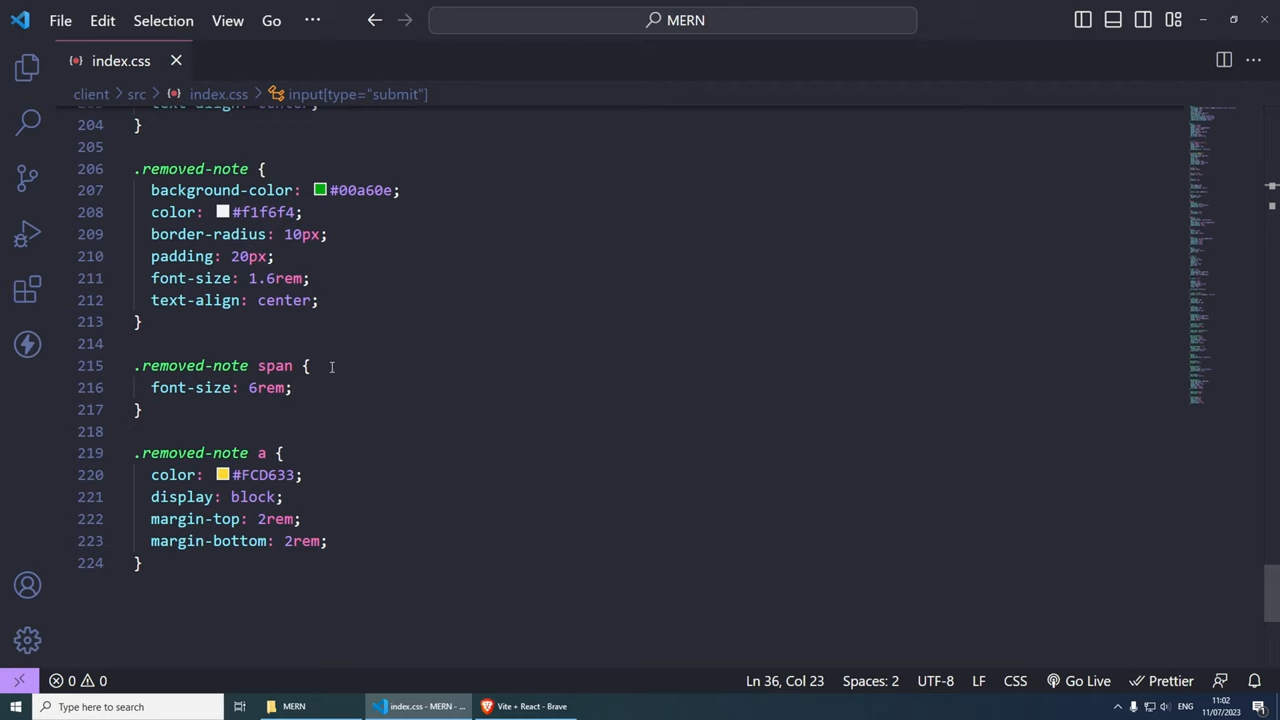 File Edit Selection View Go ··· MERN
index.css
client > src > index.css > input[type="submit"]
203 text-align: center;
204 }
205
206 .removed-note {
207 background-color: #00a60e;
208 color: #f1f6f4;
209 border-radius: 10px;
210 padding: 20px;
211 font-size: 1.6rem;
212 text-align: center;
213 }
214
215 .removed-note span {
216 font-size: 6rem;
217 }
218
219 .removed-note a {
220 color: #FCD633;
221 display: block;
222 margin-top: 2rem;
223 margin-bottom: 2rem;
224 }
0 0 Ln 36, Col 23 Spaces: 2 UTF-8 LF CSS Go Live Prettier
Type here to search MERN index.css - MERN - ... Vite + React - Brave ENG 11:02
11/07/2023